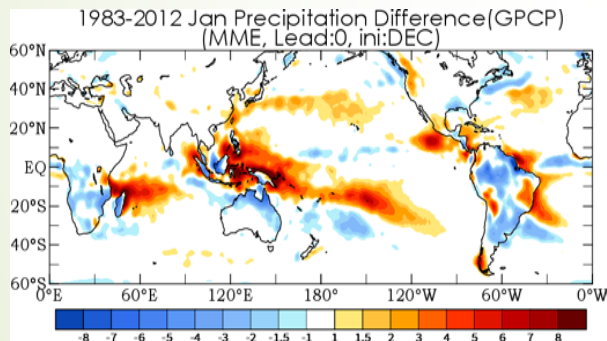 1983-2012 Jan Precipitation Difference(GPCP)
(MME, Lead:0, ini:DEC)
60°N
40°N
20°N
EQ
20°S
40°S
60°S
0°E 60°E 120°E 180° 120°W 60°W 0°W
-8 -7 -6 -5 -4 -3 -2 -1.5 -1 1 1.5 2 3 4 5 6 7 8